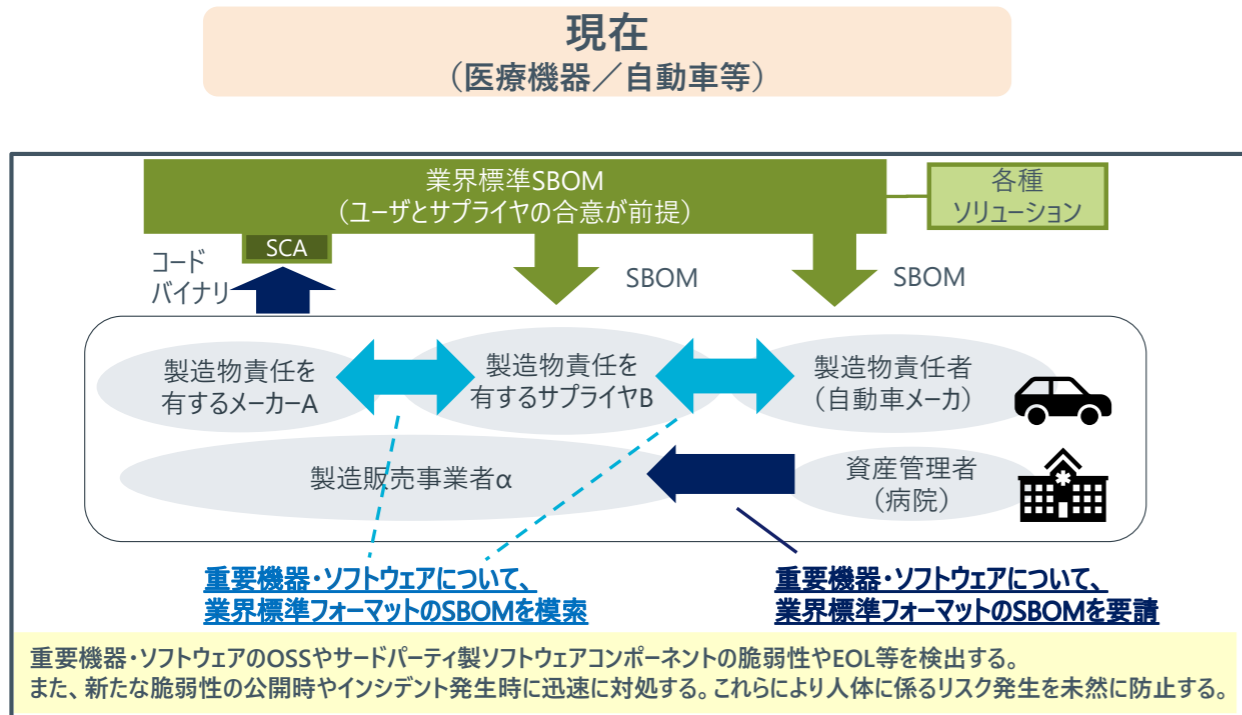 現在
（医療機器／自動車等）
業界標準SBOM
（ユーザとサプライヤの合意が前提）
各種
ソリューション
SCA
コード
バイナリ
SBOM
SBOM
製造物責任を
有するメーカーA
製造物責任を
有するサプライヤB
製造物責任者
（自動車メーカ）
製造販売事業者α
資産管理者
（病院）
重要機器・ソフトウェアについて、
業界標準フォーマットのSBOMを模索
重要機器・ソフトウェアについて、
業界標準フォーマットのSBOMを要請
重要機器・ソフトウェアのOSSやサードパーティ製ソフトウェアコンポーネントの脆弱性やEOL等を検出する。
また、新たな脆弱性の公開時やインシデント発生時に迅速に対処する。これらにより人体に係るリスク発生を未然に防止する。